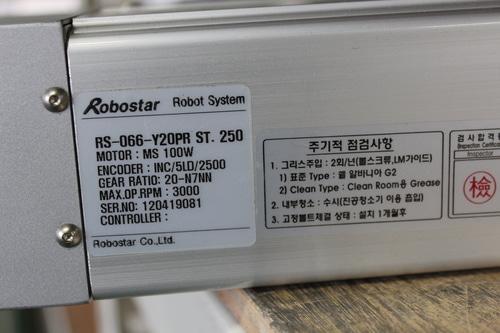 Robostar Robot System
RS-066-Y20PR ST. 250
MOTOR : MS 100W
ENCODER : INC/5LD/2500
GEAR RATIO: 20-N7NN
MAX.OP.RPM : 3000
SER.NO: 120419081
CONTROLLER :
Robostar Co.,Ltd.
주기적 점검사항
1. 그리스주입 : 2회/년(볼스크류,LM가이드)
1) 표준 Type : 쉘 알바니아 G2
2) Clean Type : Clean Room용 Grease
2. 내부청소 : 수시(진공청소기 이용 흡입)
3. 고정볼트체결 상태 : 설치 1개월후
검사합격
Inspection Certificate
Inspector
檢